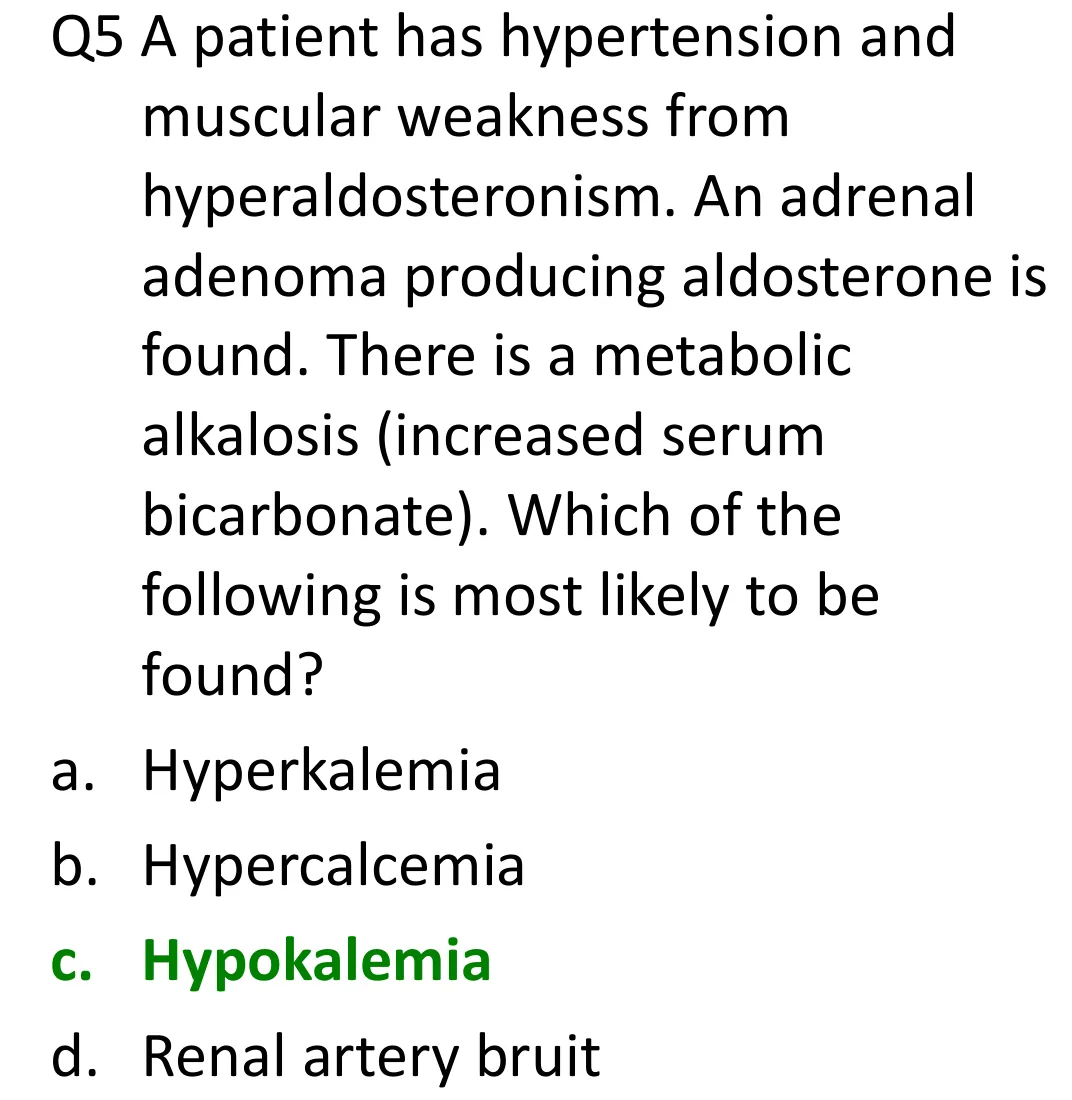 Q5 A patient has hypertension and
muscular weakness from
hyperaldosteronism. An adrenal
adenoma producing aldosterone is
found. There is a metabolic
alkalosis (increased serum
bicarbonate). Which of the
following is most likely to be
found?
a. Hyperkalemia
b. Hypercalcemia
c. Hypokalemia
d. Renal artery bruit